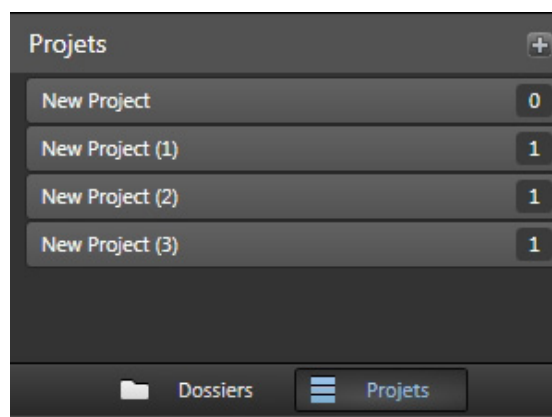 Projets
New Project 0
New Project (1) 1
New Project (2) 1
New Project (3) 1
Dossiers Projets